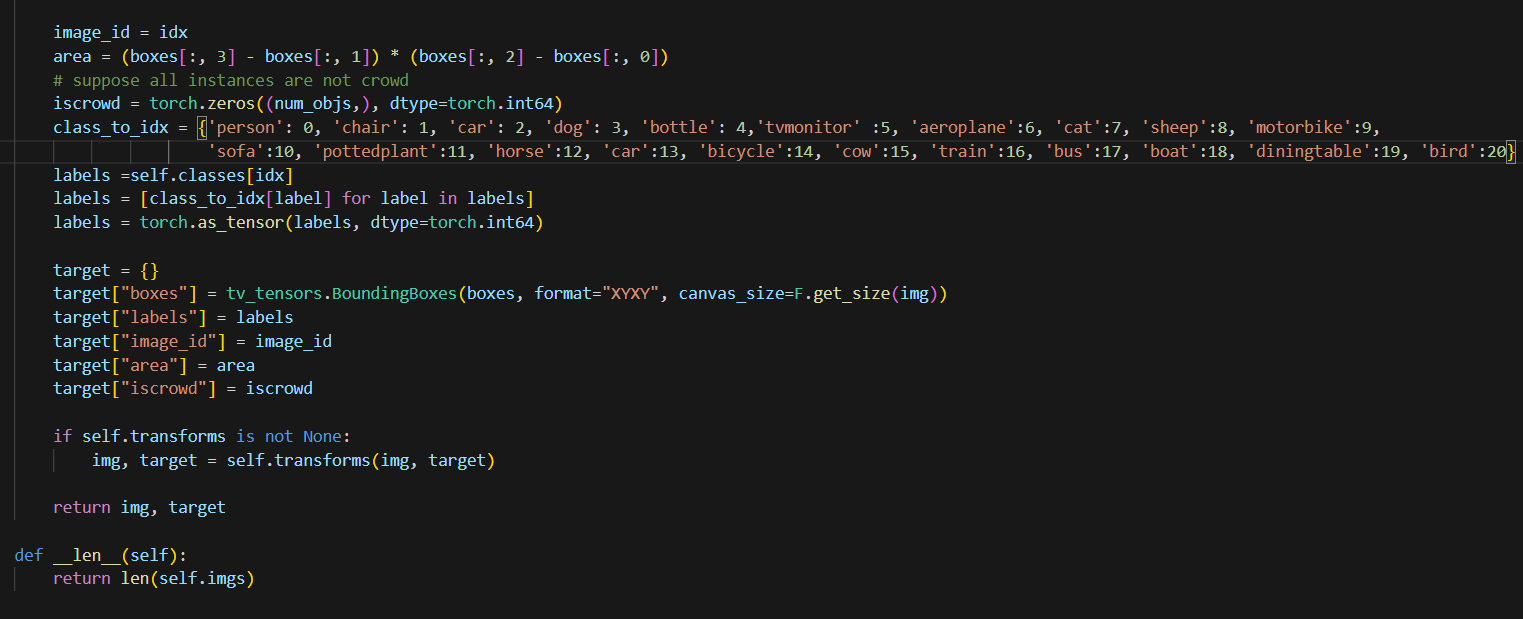 image_id = idx
area = (boxes[:, 3] - boxes[:, 1]) * (boxes[:, 2] - boxes[:, 0])
# suppose all instances are not crowd
iscrowd = torch.zeros((num_objs,), dtype=torch.int64)
class_to_idx = {'person': 0, 'chair': 1, 'car': 2, 'dog': 3, 'bottle': 4,'tvmonitor' :5, 'aeroplane':6, 'cat':7, 'sheep':8, 'motorbike':9,
'sofa':10, 'pottedplant':11, 'horse':12, 'car':13, 'bicycle':14, 'cow':15, 'train':16, 'bus':17, 'boat':18, 'diningtable':19, 'bird':20}
labels =self.classes[idx]
labels = [class_to_idx[label] for label in labels]
labels = torch.as_tensor(labels, dtype=torch.int64)
target = {}
target["boxes"] = tv_tensors.BoundingBoxes(boxes, format="XYXY", canvas_size=F.get_size(img))
target["labels"] = labels
target["image_id"] = image_id
target["area"] = area
target["iscrowd"] = iscrowd
if self.transforms is not None:
img, target = self.transforms(img, target)
return img, target
def __len__(self):
return len(self.imgs)